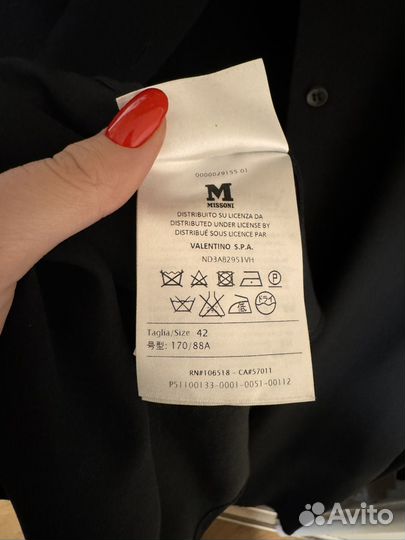 0000029155 01
M
MISSONI
DISTRIBUITO SU LICENZA DA
DISTRIBUTED UNDER LICENSE BY
DISTRIBUÉ SOUS LICENCE PAR
VALENTINO S.P.A.
ND3AB2951VH
Taglia/Size 42
号型: 170/88A
RN#106518 - CA#57011
P51100133-0001-0051-00112
Avito